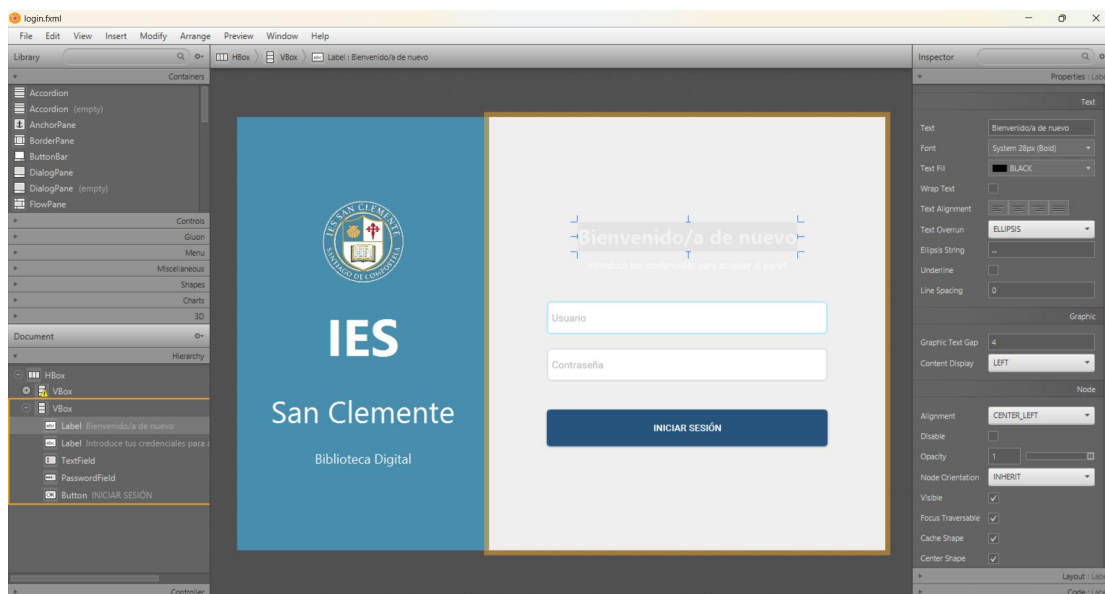 login.fxml
File Edit View Insert Modify Arrange Preview Window Help
Library
HBox VBox Label : Bienvenido/a de nuevo
Inspector
Containers
Accordion
Accordion (empty)
AnchorPane
BorderPane
ButtonBar
DialogPane
DialogPane (empty)
FlowPane
Controls
Gluon
Menu
Miscellaneous
Shapes
Charts
3D
Document
Hierarchy
HBox
VBox
VBox
Label Bienvenido/a de nuevo
Label Introduce tus credenciales para a
TextField
PasswordField
Button INICIAR SESIÓN
Controller
IES SAN CLEMENTE
SANTIAGO DE COMPOSTELA
IES
San Clemente
Biblioteca Digital
Bienvenido/a de nuevo
Introduce tus credenciales para acceder al panel
Usuario
Contraseña
INICIAR SESIÓN
Properties : Labe
Text
Text Bienvenido/a de nuevo
Font System 28px (Bold)
Text Fill BLACK
Wrap Text
Text Alignment
Text Overrun ELLIPSIS
Ellipsis String ...
Underline
Line Spacing 0
Graphic
Graphic Text Gap 4
Content Display LEFT
Node
Alignment CENTER_LEFT
Disable
Opacity 1
Node Orientation INHERIT
Visible
Focus Traversable
Cache Shape
Center Shape
Layout : Labe
Code : Labe